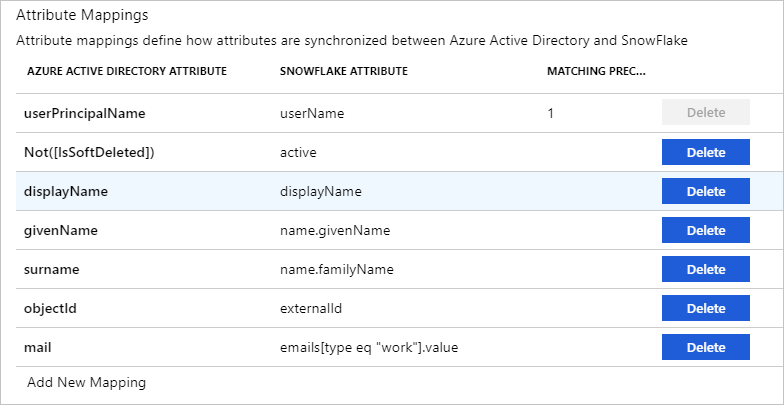 Attribute Mappings
Attribute mappings define how attributes are synchronized between Azure Active Directory and SnowFlake
AZURE ACTIVE DIRECTORY ATTRIBUTE SNOWFLAKE ATTRIBUTE MATCHING PREC...
userPrincipalName userName 1 Delete
Not([IsSoftDeleted]) active Delete
displayName displayName Delete
givenName name.givenName Delete
surname name.familyName Delete
objectId externalId Delete
mail emails[type eq "work"].value Delete
Add New Mapping